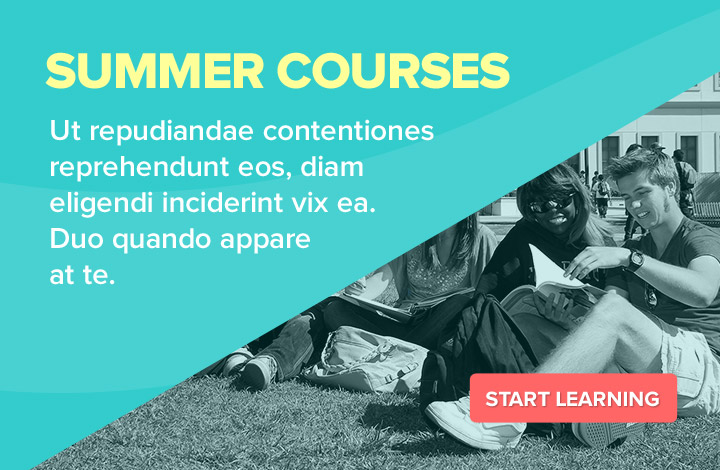 SUMMER COURSES
Ut repudiandae contentiones
reprehendunt eos, diam
eligendi inciderint vix ea.
Duo quando appare
at te.
START LEARNING